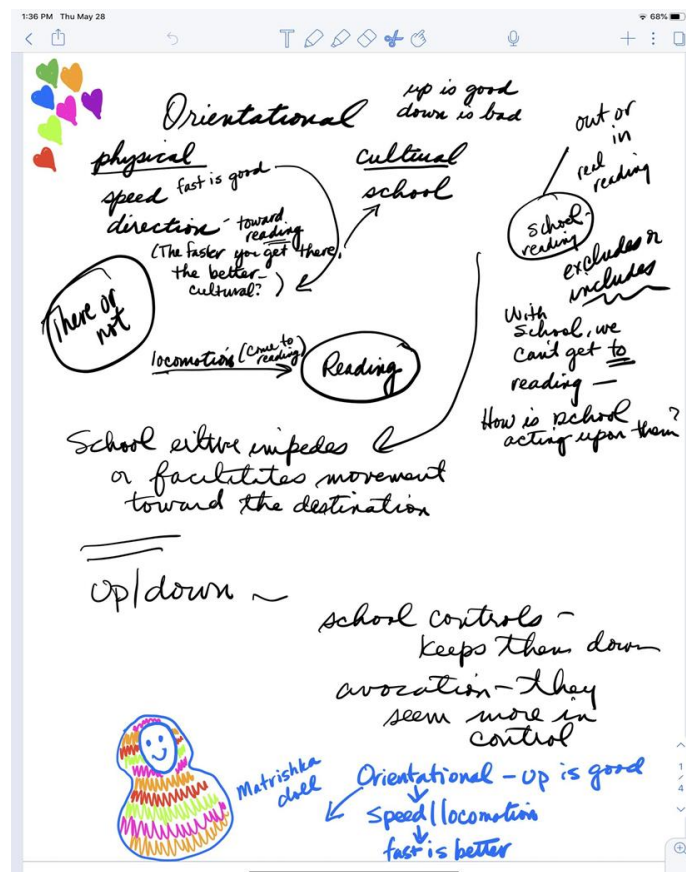 1:36 PM Thu May 28
68%
T
Orientational
up is good
down is bad
physical
speed fast is good
direction - toward
reading
(The faster you get there,
the better -
cultural? )
cultural
school
out or
in
real
reading
school-
reading
excludes or
includes
With
School, we
can't get to
reading —
How is school
acting upon them?
There or
not
locomotion (come to
reading)
Reading
School either impedes
or facilitates movement
toward the destination
up/down ~
school controls -
keeps them down
avocation - they
seem more in
control
Matrishka
doll
Orientational - up is good
speed/locomotion
fast is better
1
/
4